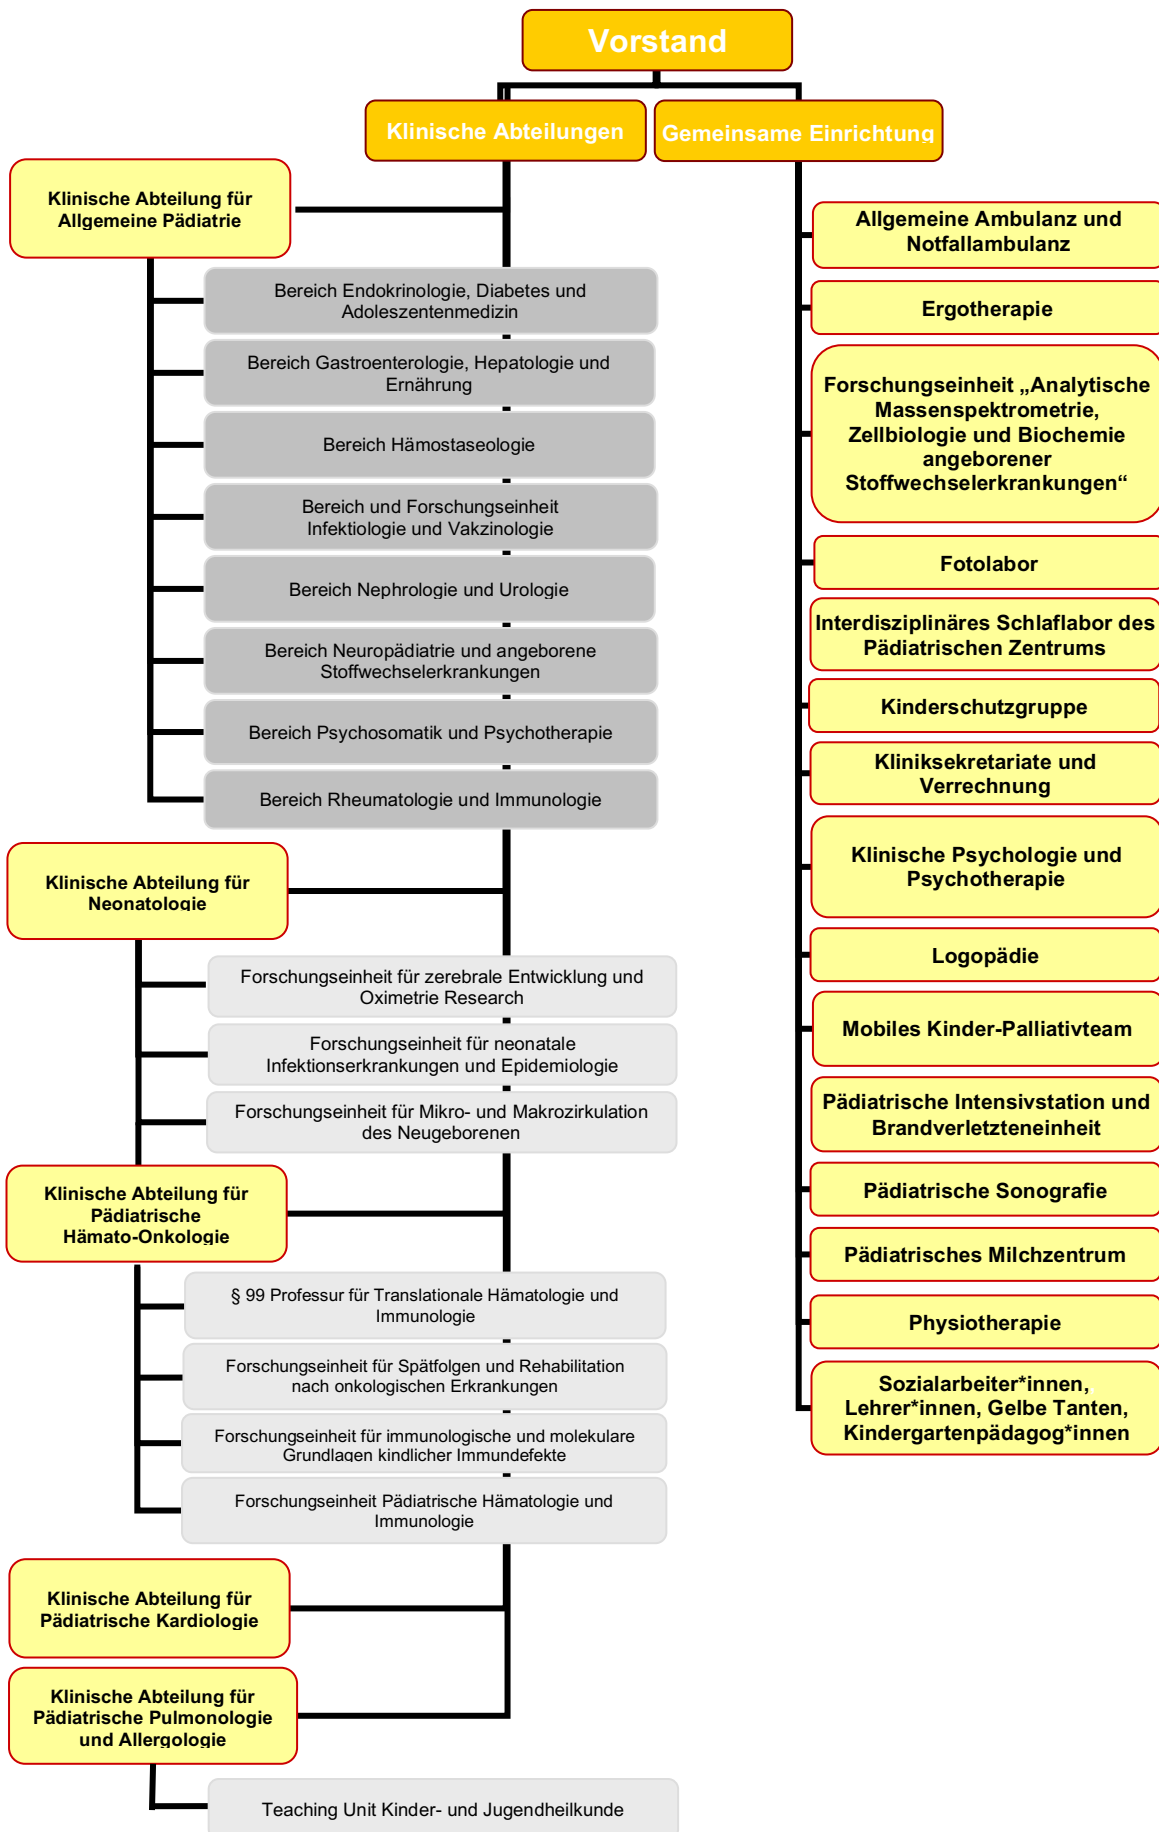 Vorstand
Klinische Abteilungen
Gemeinsame Einrichtung
Klinische Abteilung für
Allgemeine Pädiatrie
Bereich Endokrinologie, Diabetes und
Adoleszentenmedizin
Bereich Gastroenterologie, Hepatologie und
Ernährung
Bereich Hämostaseologie
Bereich und Forschungseinheit
Infektiologie und Vakzinologie
Bereich Nephrologie und Urologie
Bereich Neuropädiatrie und angeborene
Stoffwechselerkrankungen
Bereich Psychosomatik und Psychotherapie
Bereich Rheumatologie und Immunologie
Klinische Abteilung für
Neonatologie
Forschungseinheit für zerebrale Entwicklung und
Oximetrie Research
Forschungseinheit für neonatale
Infektionserkrankungen und Epidemiologie
Forschungseinheit für Mikro- und Makrozirkulation
des Neugeborenen
Klinische Abteilung für
Pädiatrische
Hämato-Onkologie
§ 99 Professur für Translationale Hämatologie und
Immunologie
Forschungseinheit für Spätfolgen und Rehabilitation
nach onkologischen Erkrankungen
Forschungseinheit für immunologische und molekulare
Grundlagen kindlicher Immundefekte
Forschungseinheit Pädiatrische Hämatologie und
Immunologie
Klinische Abteilung für
Pädiatrische Kardiologie
Klinische Abteilung für
Pädiatrische Pulmonologie
und Allergologie
Teaching Unit Kinder- und Jugendheilkunde
Allgemeine Ambulanz und
Notfallambulanz
Ergotherapie
Forschungseinheit „Analytische
Massenspektrometrie,
Zellbiologie und Biochemie
angeborener
Stoffwechselerkrankungen“
Fotolabor
Interdisziplinäres Schlaflabor des
Pädiatrischen Zentrums
Kinderschutzgruppe
Kliniksekretariate und
Verrechnung
Klinische Psychologie und
Psychotherapie
Logopädie
Mobiles Kinder-Palliativteam
Pädiatrische Intensivstation und
Brandverletzteneinheit
Pädiatrische Sonografie
Pädiatrisches Milchzentrum
Physiotherapie
Sozialarbeiter*innen,
Lehrer*innen, Gelbe Tanten,
Kindergartenpädagog*innen